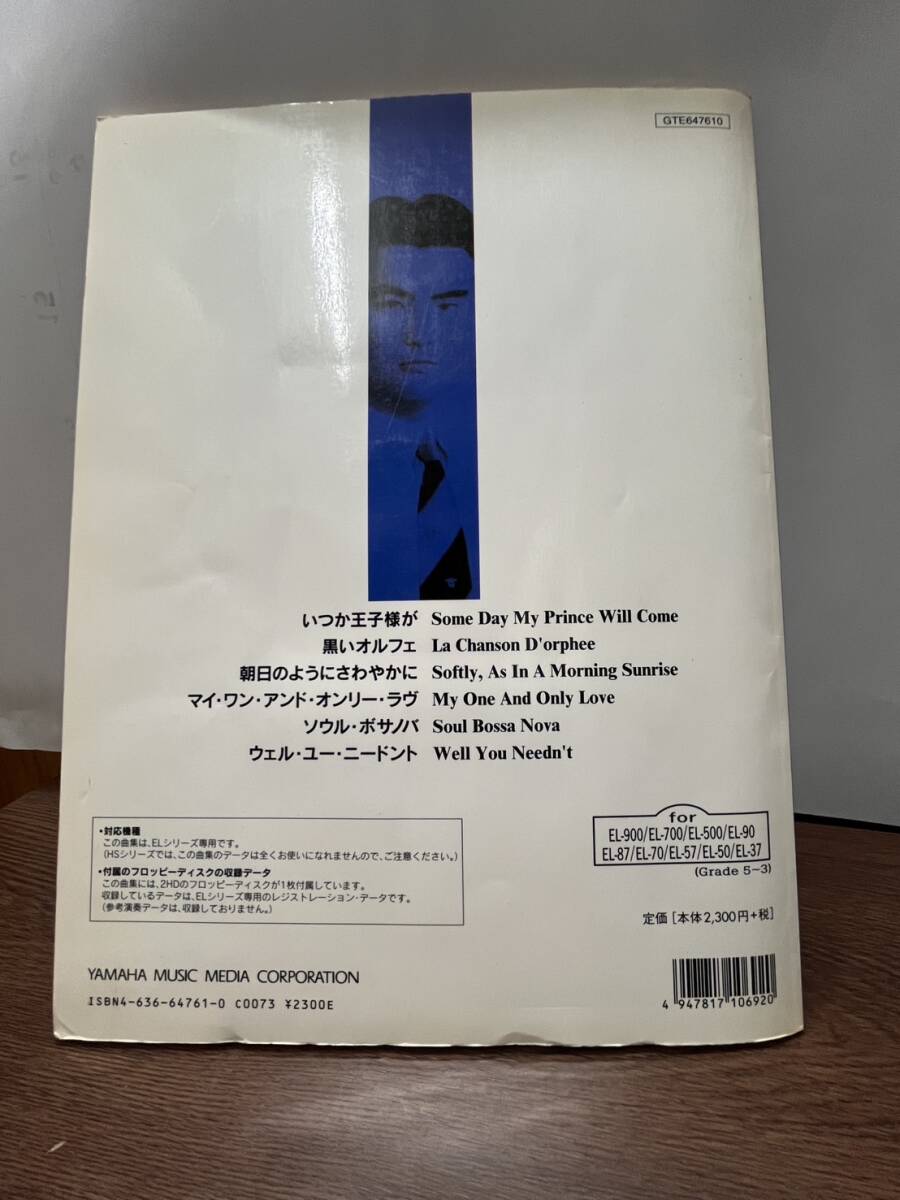 GTE647610
いつか王子様が Some Day My Prince Will Come
黒いオルフェ La Chanson D'orphee
朝日のようにさわやかに Softly, As In A Morning Sunrise
マイ・ワン・アンド・オンリー・ラヴ My One And Only Love
ソウル・ボサノバ Soul Bossa Nova
ウェル・ユー・ニードント Well You Needn't
・対応機種
この曲集は、ELシリーズ専用です。
(HSシリーズでは、この曲集のデータは全くお使いになれませんので、ご注意ください。)
・付属のフロッピーディスクの収録データ
この曲集には、2HDのフロッピーディスクが1枚付属しています。
収録しているデータは、ELシリーズ専用のレジストレーション・データです。
(参考演奏データは、収録しておりません。)
for
EL-900/EL-700/EL-500/EL-90
EL-87/EL-70/EL-57/EL-50/EL-37
(Grade 5~3)
定価 [本体2,300円+税]
YAMAHA MUSIC MEDIA CORPORATION
ISBN4-636-64761-0 C0073 ¥2300E
4 947817 106920